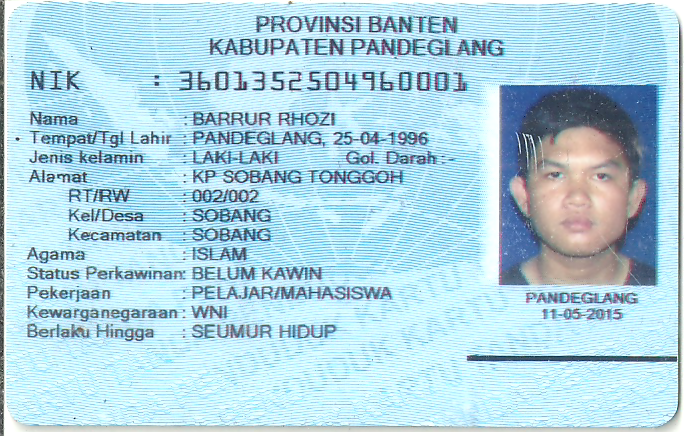 PROVINSI BANTEN
KABUPATEN PANDEGLANG
NIK : 3601352504960001
Nama : BARRUR RHOZI
Tempat/Tgl Lahir : PANDEGLANG, 25-04-1996
Jenis kelamin : LAKI-LAKI Gol. Darah :-
Alamat : KP SOBANG TONGGOH
RT/RW : 002/002
Kel/Desa : SOBANG
Kecamatan : SOBANG
Agama : ISLAM
Status Perkawinan: BELUM KAWIN
Pekerjaan : PELAJAR/MAHASISWA
Kewarganegaraan : WNI
Berlaku Hingga : SEUMUR HIDUP
PANDEGLANG
11-05-2015